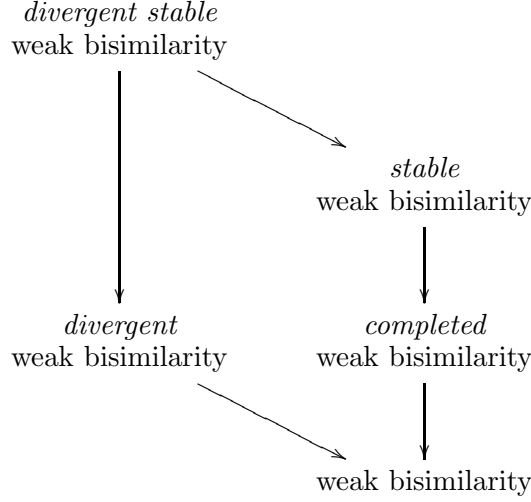 divergent stable
weak bisimilarity
stable
weak bisimilarity
divergent
weak bisimilarity
completed
weak bisimilarity
weak bisimilarity